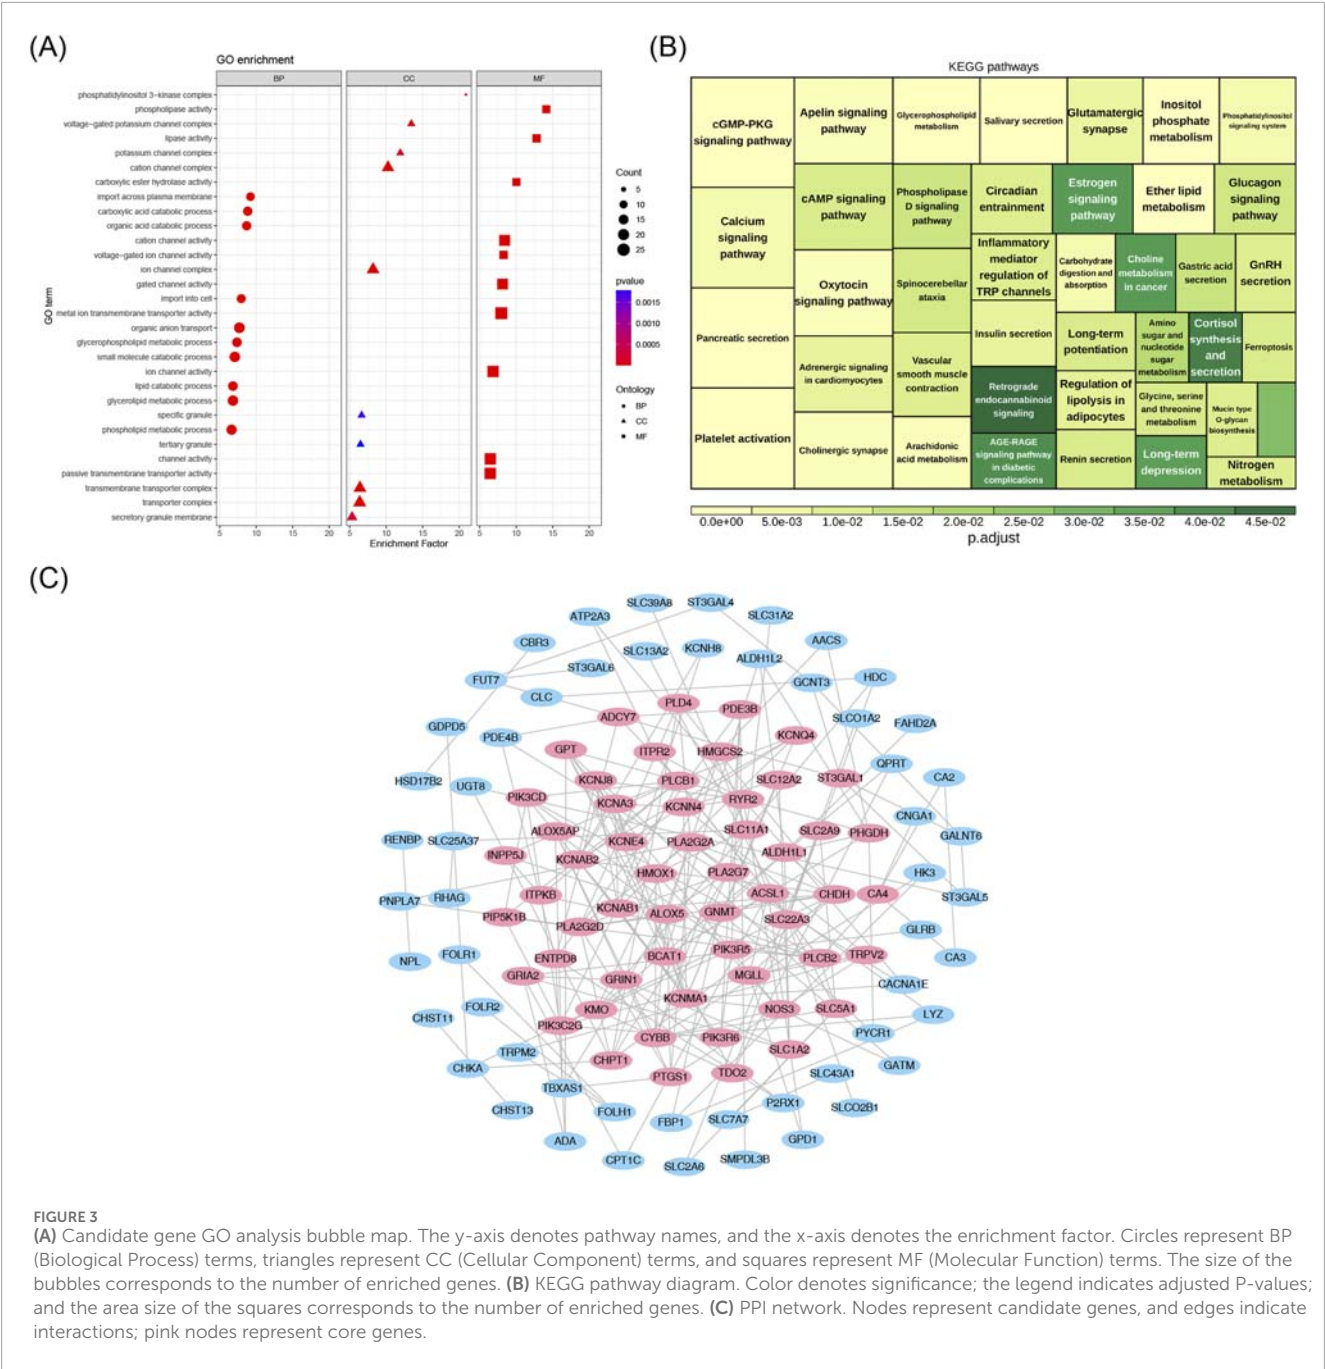 (A)
GO enrichment
BP
CC
MF
GO term
phosphatidylinositol 3−kinase complex
phospholipase activity
voltage−gated potassium channel complex
lipase activity
potassium channel complex
cation channel complex
carboxylic ester hydrolase activity
import across plasma membrane
carboxylic acid catabolic process
organic acid catabolic process
cation channel activity
voltage−gated ion channel activity
ion channel complex
gated channel activity
import into cell
metal ion transmembrane transporter activity
organic anion transport
glycerophospholipid metabolic process
small molecule catabolic process
ion channel activity
lipid catabolic process
glycerolipid metabolic process
specific granule
phospholipid metabolic process
tertiary granule
channel activity
passive transmembrane transporter activity
transmembrane transporter complex
transporter complex
secretory granule membrane
5 10 15 20 5 10 15 20 5 10 15 20
Enrichment Factor
Count
5
10
15
20
25
pvalue
0.0015
0.0010
0.0005
Ontology
BP
CC
MF
(B)
KEGG pathways
cGMP-PKG
signaling pathway
Calcium
signaling
pathway
Pancreatic secretion
Platelet activation
Apelin signaling
pathway
cAMP signaling
pathway
Oxytocin
signaling pathway
Adrenergic signaling
in cardiomyocytes
Cholinergic synapse
Glycerophospholipid
metabolism
Salivary secretion
Glutamatergic
synapse
Inositol
phosphate
metabolism
Phosphatidylinositol
signaling system
Phospholipase
D signaling
pathway
Spinocerebellar
ataxia
Vascular
smooth muscle
contraction
Arachidonic
acid metabolism
Circadian
entrainment
Estrogen
signaling
pathway
Ether lipid
metabolism
Glucagon
signaling
pathway
Inflammatory
mediator
regulation of
TRP channels
Insulin secretion
Retrograde
endocannabinoid
signaling
AGE-RAGE
signaling pathway
in diabetic
complications
Carbohydrate
digestion and
absorption
Choline
metabolism
in cancer
Gastric acid
secretion
GnRH
secretion
Long-term
potentiation
Regulation of
lipolysis in
adipocytes
Renin secretion
Amino
sugar and
nucleotide
sugar
metabolism
Cortisol
synthesis
and
secretion
Ferroptosis
Glycine, serine
and threonine
metabolism
Long-term
depression
Mucin type
O-glycan
biosynthesis
Nitrogen
metabolism
0.0e+00 5.0e-03 1.0e-02 1.5e-02 2.0e-02 2.5e-02 3.0e-02 3.5e-02 4.0e-02 4.5e-02
p.adjust
(C)
SLC39A8 ST3GAL4
ATP2A3 SLC31A2
CBR3 SLC13A2 KCNH8 AACS
ST3GAL6 ALDH1L2
FUT7 CLC GCNT3 HDC
PLD4 PDE3B
ADCY7 SLCO1A2 FAHD2A
GDPD5 PDE4B KCNQ4
GPT ITPR2 HMGCS2 QPRT
HSD17B2 UGT8 KCNJ8 PLCB1 SLC12A2 ST3GAL1 CA2
PIK3CD KCNA3 KCNN4 RYR2 CNGA1
ALOX5AP SLC11A1 SLC2A9 PHGDH GALNT6
RENBP SLC25A37 KCNE4 PLA2G2A
INPP5J KCNAB2 ALDH1L1
HMOX1 PLA2G7 HK3
PNPLA7 RHAG ITPKB ACSL1 CHDH CA4 ST3GAL5
PIP5K1B KCNAB1 ALOX5 GNMT SLC22A3
PLA2G2D GLRB
NPL FOLR1 ENTPD8 BCAT1 PIK3R5 PLCB2 TRPV2 CA3
GRIA2 GRIN1 MGLL CACNA1E
FOLR2 KMO KCNMA1 NOS3 SLC5A1 LYZ
CHST11 PIK3C2G CYBB PIK3R6 PYCR1
TRPM2 CHPT1 SLC1A2 GATM
CHKA TBXAS1 PTGS1 TDO2 SLC43A1
CHST13 FOLH1 FBP1 SLC7A7 P2RX1 SLCO2B1
ADA GPD1
CPT1C SLC2A6 SMPDL3B
FIGURE 3
(A) Candidate gene GO analysis bubble map. The y-axis denotes pathway names, and the x-axis denotes the enrichment factor. Circles represent BP
(Biological Process) terms, triangles represent CC (Cellular Component) terms, and squares represent MF (Molecular Function) terms. The size of the
bubbles corresponds to the number of enriched genes. (B) KEGG pathway diagram. Color denotes significance; the legend indicates adjusted P-values;
and the area size of the squares corresponds to the number of enriched genes. (C) PPI network. Nodes represent candidate genes, and edges indicate
interactions; pink nodes represent core genes.